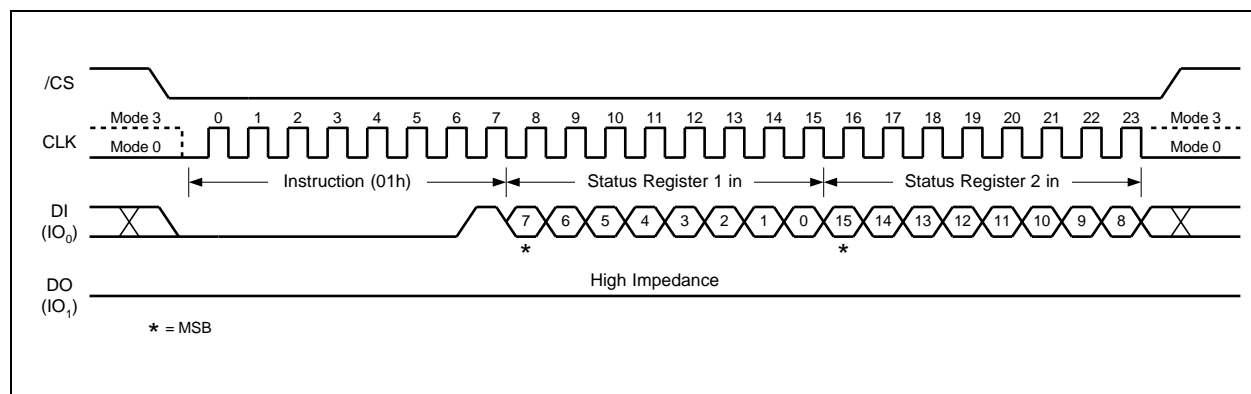 /CS
Mode 3 0 1 2 3 4 5 6 7 8 9 10 11 12 13 14 15 16 17 18 19 20 21 22 23 Mode 3
CLK Mode 0 Mode 0
Instruction (01h) Status Register 1 in Status Register 2 in
DI
(IO0) 7 6 5 4 3 2 1 0 15 14 13 12 11 10 9 8
* *
High Impedance
DO
(IO1)
* = MSB